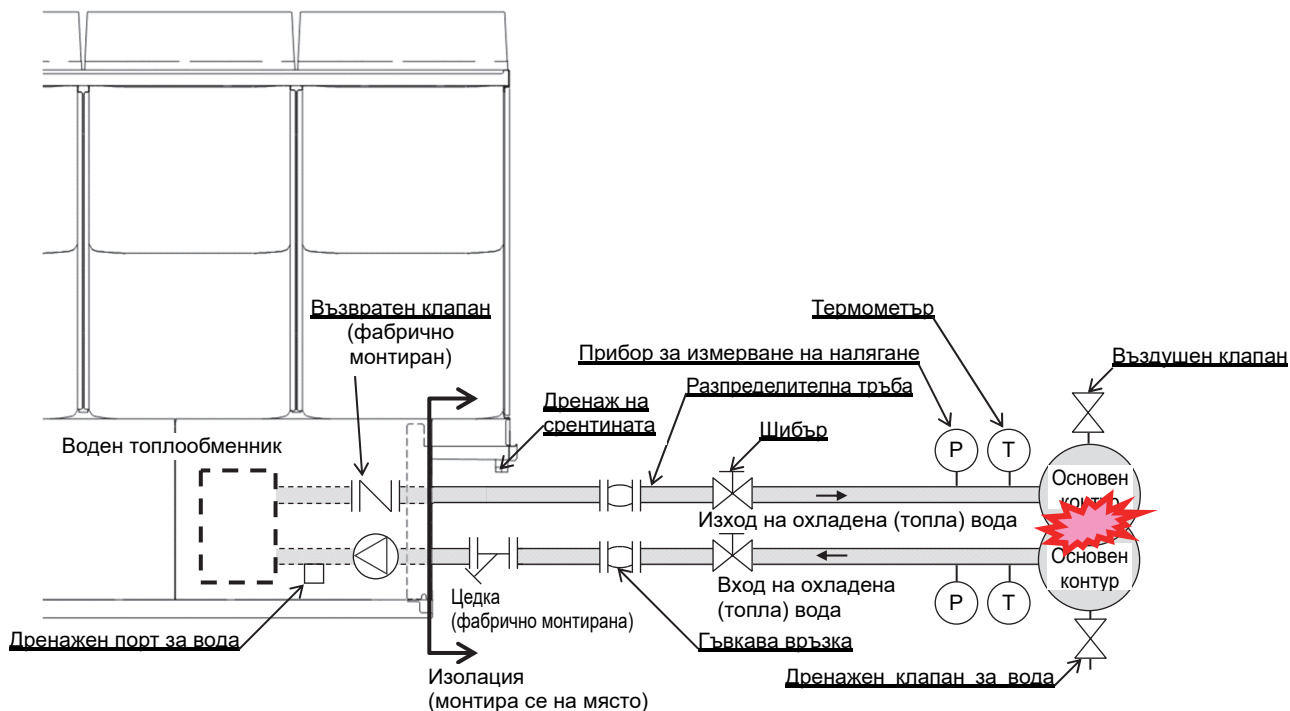 Възвратен клапан
(фабрично
монтиран)
Термометър
Прибор за измерване на налягане
Въздушен клапан
Разпределителна тръба
Дренаж на
срентината
Шибър
Воден топлообменник
P
T
Основен
контур
Изход на охладена (топла) вода
Основен
контур
Вход на охладена
(топла) вода
P
T
Цедка
(фабрично монтирана)
Дренажен порт за вода
Гъвкава връзка
Изолация
(монтира се на място)
Дренажен клапан за вода